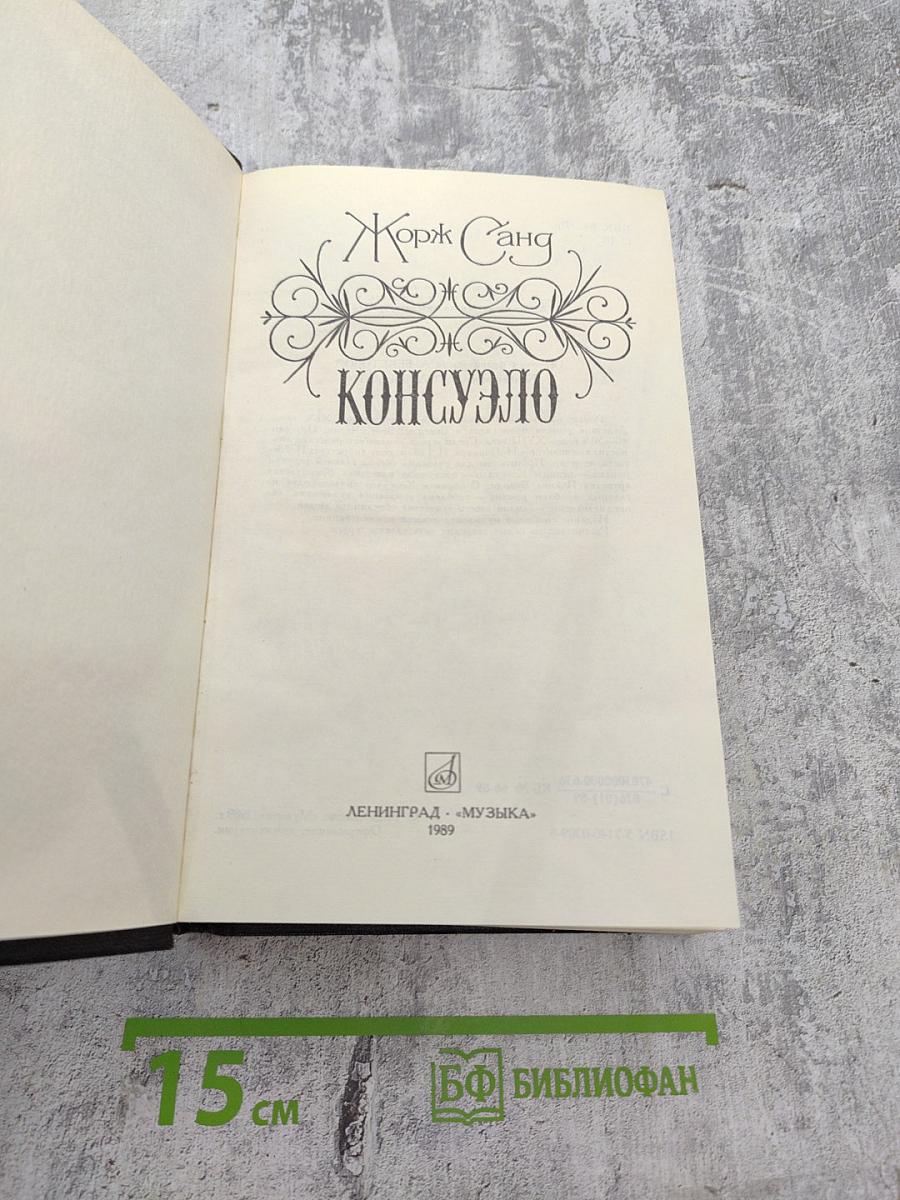 Жорж Санд
КОНСУЭЛО
ЛЕНИНГРАД · «МУЗЫКА»
1989
15 см
БФ БИБЛИОФАН